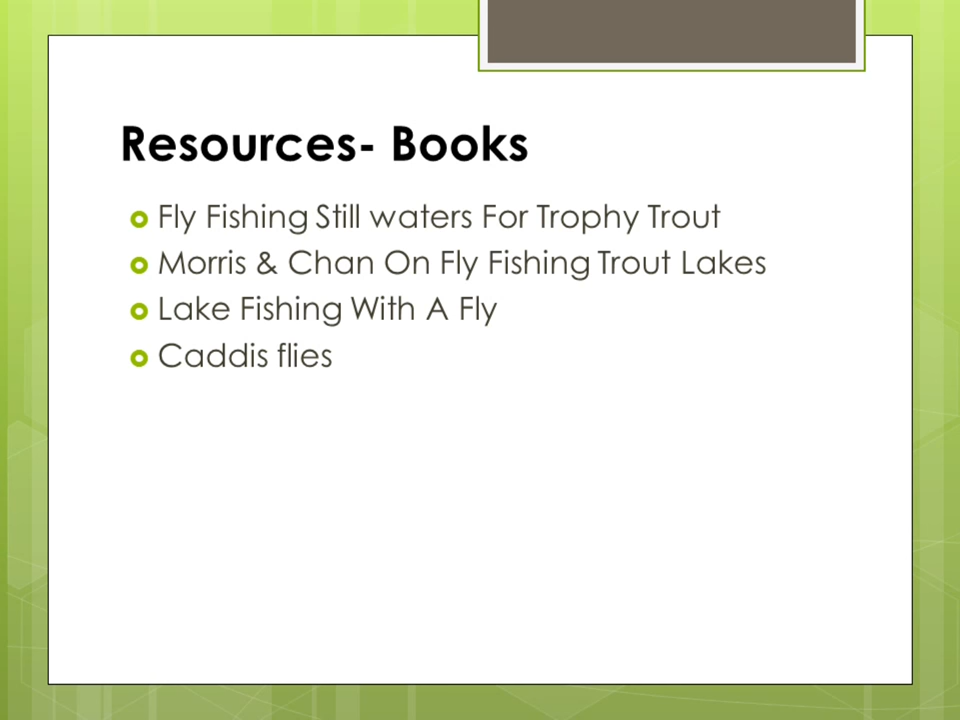 Resources- Books
Fly Fishing Still waters For Trophy Trout
Morris & Chan On Fly Fishing Trout Lakes
Lake Fishing With A Fly
Caddis flies